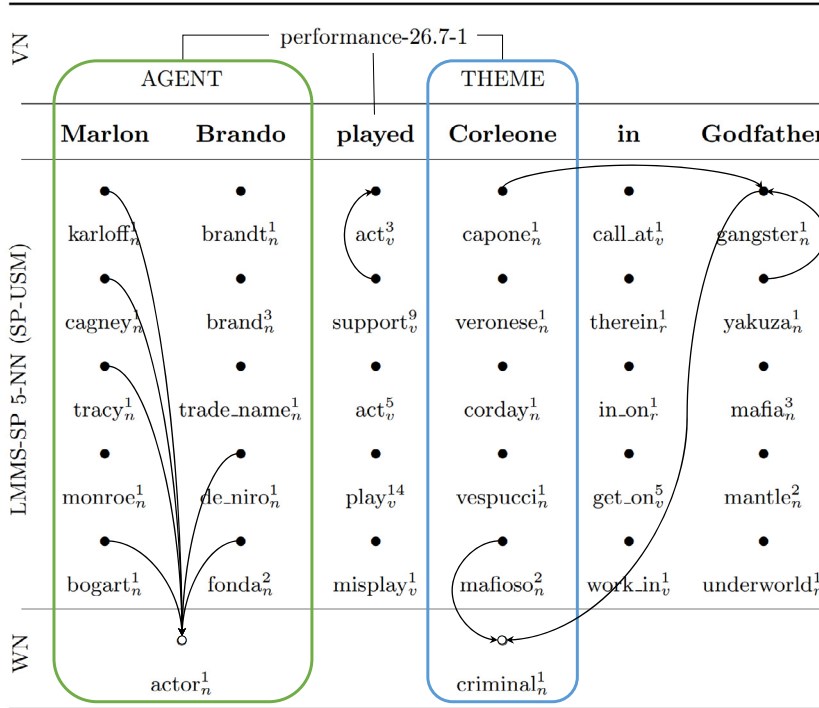 VN
performance-26.7-1
AGENT THEME
Marlon Brando played Corleone in Godfather
LMMS-SP 5-NN (SP-USM)
karloff¹ₙ brandt¹ₙ act³ᵥ capone¹ₙ call_at¹ᵥ gangster¹ₙ
cagney¹ₙ brand³ₙ support⁹ᵥ veronese¹ₙ therein¹ᵣ yakuza¹ₙ
tracy¹ₙ trade_name¹ₙ act⁵ᵥ corday¹ₙ in_on¹ᵣ mafia³ₙ
monroe¹ₙ de_niro¹ₙ play¹⁴ᵥ vespucci¹ₙ get_on⁵ᵥ mantle²ₙ
bogart¹ₙ fonda²ₙ misplay¹ᵥ mafioso²ₙ work_in¹ᵥ underworld¹ₙ
WN
actor¹ₙ criminal¹ₙ